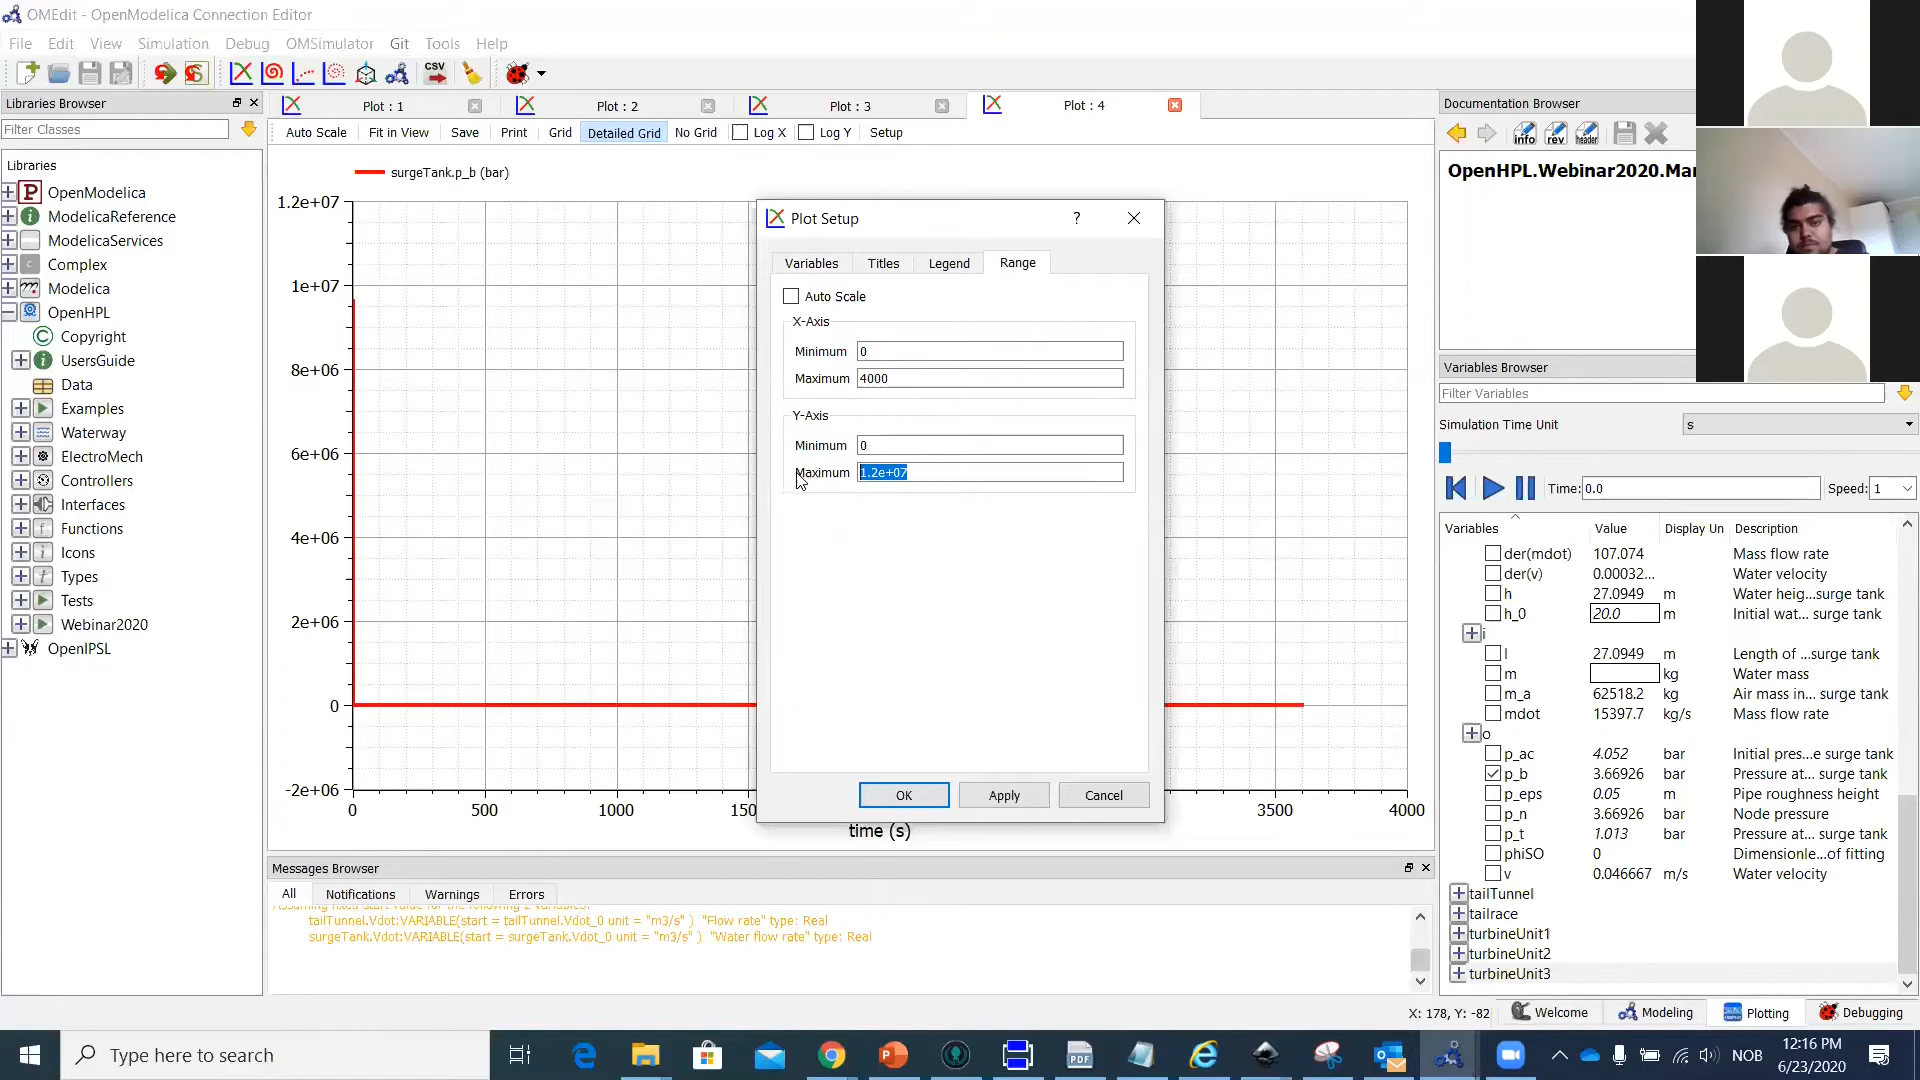 OMEdit - OpenModelica Connection Editor
File Edit View Simulation Debug OMSimulator Git Tools Help
CSV
Libraries Browser
Filter Classes
Libraries
OpenModelica
ModelicaReference
ModelicaServices
Complex
Modelica
OpenHPL
Copyright
UsersGuide
Data
Examples
Waterway
ElectroMech
Controllers
Interfaces
Functions
Icons
Types
Tests
Webinar2020
OpenIPSL
Plot : 1 Plot : 2 Plot : 3 Plot : 4
Auto Scale Fit in View Save Print Grid Detailed Grid No Grid Log X Log Y Setup
surgeTank.p_b (bar)
1.2e+07
1e+07
8e+06
6e+06
4e+06
2e+06
0
-2e+06
0 500 1000 150 3500 4000
time (s)
Plot Setup ?
Variables Titles Legend Range
Auto Scale
X-Axis
Minimum 0
Maximum 4000
Y-Axis
Minimum 0
Maximum 1.2e+07
OK Apply Cancel
Messages Browser
All Notifications Warnings Errors
Assuming fixed start value for the following 2 variables:
tailTunnel.Vdot:VARIABLE(start = tailTunnel.Vdot_0 unit = "m3/s" ) "Flow rate" type: Real
surgeTank.Vdot:VARIABLE(start = surgeTank.Vdot_0 unit = "m3/s" ) "Water flow rate" type: Real
Documentation Browser
info rev header
OpenHPL.Webinar2020.Mar
Variables Browser
Filter Variables
Simulation Time Unit s
Time: 0.0 Speed: 1
Variables Value Display Un Description
der(mdot) 107.074 Mass flow rate
der(v) 0.00032... Water velocity
h 27.0949 m Water heig...surge tank
h_0 20.0 m Initial wat... surge tank
i
l 27.0949 m Length of ...surge tank
m kg Water mass
m_a 62518.2 kg Air mass in... surge tank
mdot 15397.7 kg/s Mass flow rate
o
p_ac 4.052 bar Initial pres...e surge tank
p_b 3.66926 bar Pressure at... surge tank
p_eps 0.05 m Pipe roughness height
p_n 3.66926 bar Node pressure
p_t 1.013 bar Pressure at... surge tank
phiSO 0 Dimensionle...of fitting
v 0.046667 m/s Water velocity
tailTunnel
tailrace
turbineUnit1
turbineUnit2
turbineUnit3
X: 178, Y: -82 Welcome Modeling Plotting Debugging
Type here to search
NOB
12:16 PM
6/23/2020